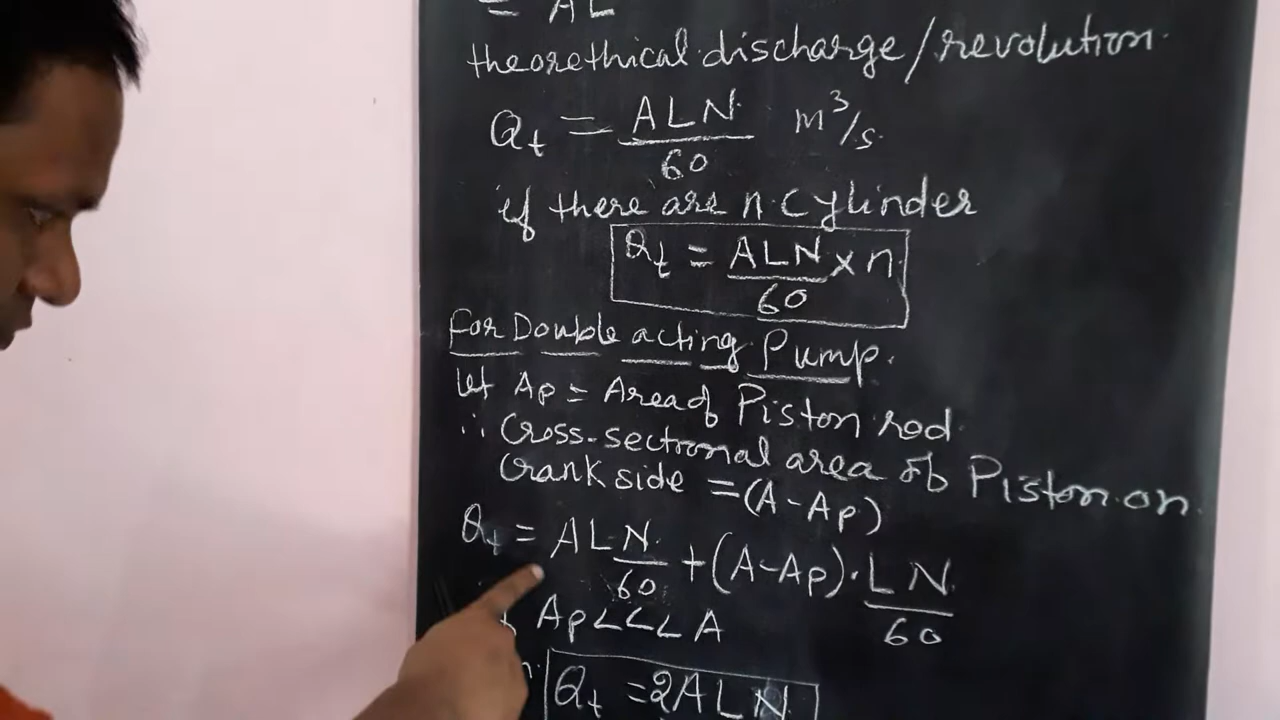 = AL
theorethical discharge/revolution.
Qt = ALN/60 m³/s.
if there are n cylinder
Qt = ALN/60 × n
For Double acting Pump.
let Ap = Area of Piston rod
∴ Cross-sectional area of Piston on
Crank side = (A-Ap)
Qt = ALN/60 + (A-Ap).LN/60
Ap <<< A
Qt = 2ALN